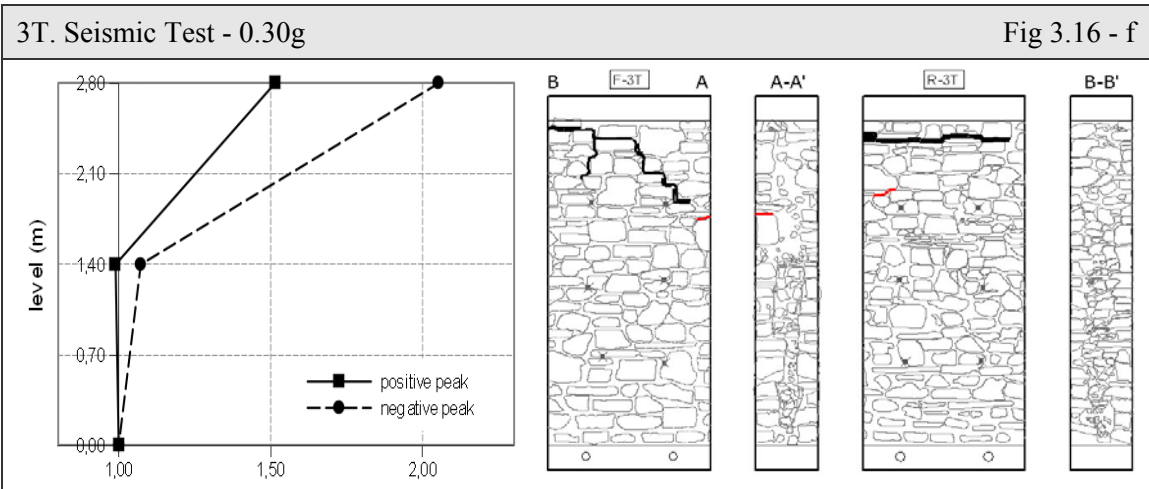 3T. Seismic Test - 0.30g
Fig 3.16 - f
2,80
2,10
1,40
0,70
0,00
level (m)
positive peak
negative peak
1,00
1,50
2,00
B
F-3T
A
A-A'
R-3T
B-B'